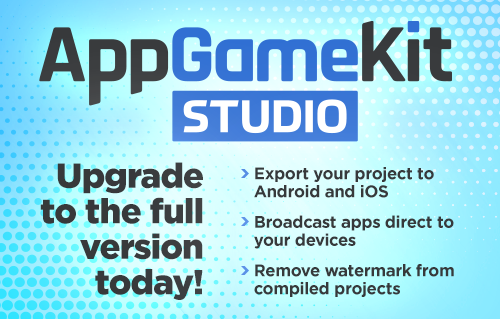 AppGameKit
STUDIO
Upgrade
to the full
version
today!
› Export your project to
Android and iOS
› Broadcast apps direct to
your devices
› Remove watermark from
compiled projects